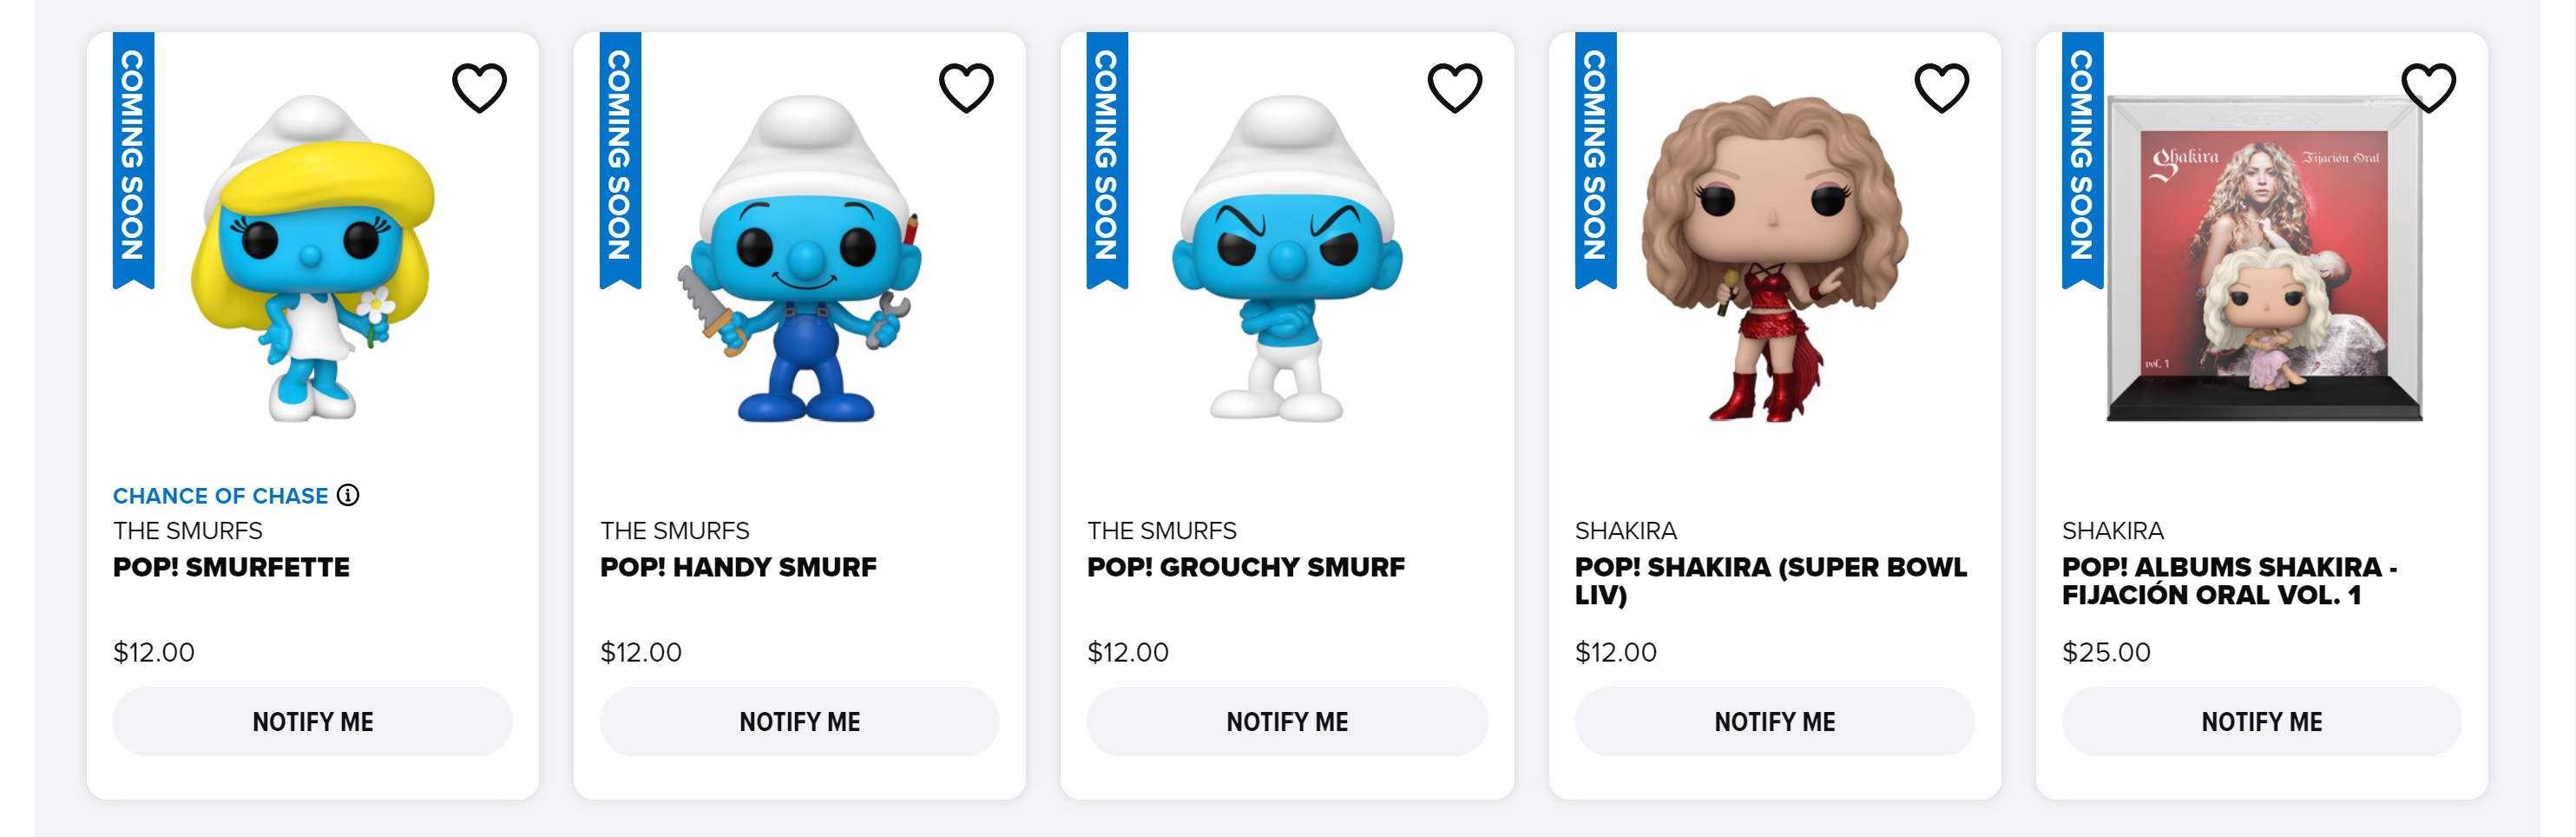 COMING SOON
CHANCE OF CHASE
THE SMURFS
POP! SMURFETTE
$12.00
NOTIFY ME
COMING SOON
THE SMURFS
POP! HANDY SMURF
$12.00
NOTIFY ME
COMING SOON
THE SMURFS
POP! GROUCHY SMURF
$12.00
NOTIFY ME
COMING SOON
SHAKIRA
POP! SHAKIRA (SUPER BOWL
LIV)
$12.00
NOTIFY ME
COMING SOON
Shakira
Fijación Oral
vol. 1
SHAKIRA
POP! ALBUMS SHAKIRA -
FIJACIÓN ORAL VOL. 1
$25.00
NOTIFY ME